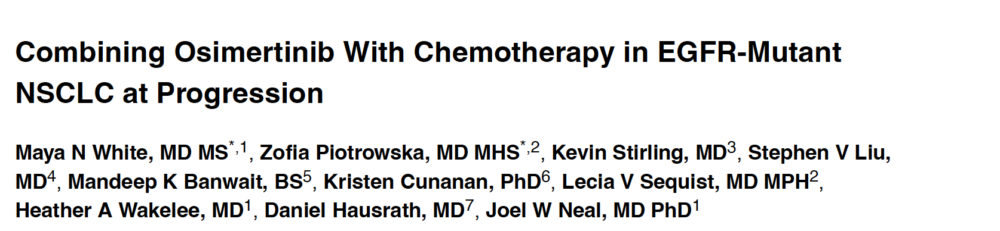 Combining Osimertinib With Chemotherapy in EGFR-Mutant
NSCLC at Progression
Maya N White, MD MS*,1, Zofia Piotrowska, MD MHS*,2, Kevin Stirling, MD3, Stephen V Liu,
MD4, Mandeep K Banwait, BS5, Kristen Cunanan, PhD6, Lecia V Sequist, MD MPH2,
Heather A Wakelee, MD1, Daniel Hausrath, MD7, Joel W Neal, MD PhD1